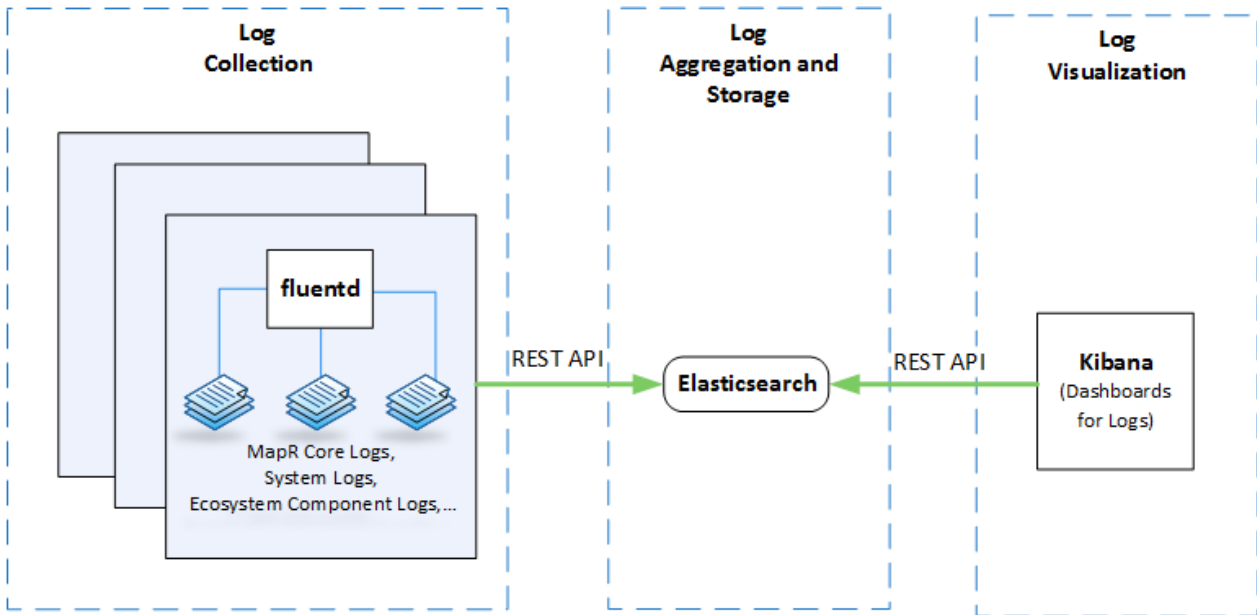 Log
Collection
Log
Aggregation and
Storage
Log
Visualization
fluentd
MapR Core Logs,
System Logs,
Ecosystem Component Logs,...
REST API
Elasticsearch
REST API
Kibana
(Dashboards
for Logs)